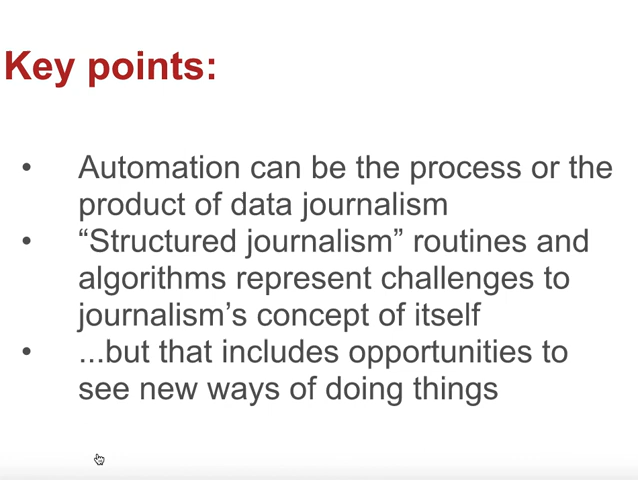 Key points:
• Automation can be the process or the
product of data journalism
• “Structured journalism” routines and
algorithms represent challenges to
journalism’s concept of itself
• ...but that includes opportunities to
see new ways of doing things